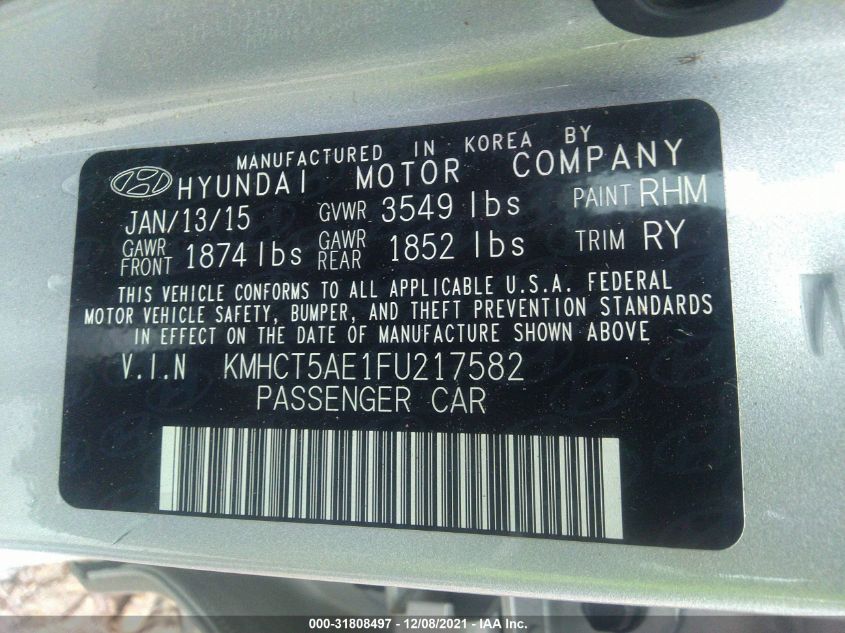 MANUFACTURED IN KOREA BY
HYUNDAI MOTOR COMPANY
JAN/13/15 GVWR 3549 lbs PAINT RHM
GAWR FRONT 1874 lbs GAWR REAR 1852 lbs TRIM RY
THIS VEHICLE CONFORMS TO ALL APPLICABLE U.S.A. FEDERAL
MOTOR VEHICLE SAFETY, BUMPER, AND THEFT PREVENTION STANDARDS
IN EFFECT ON THE DATE OF MANUFACTURE SHOWN ABOVE
V.I.N KMHCT5AE1FU217582
PASSENGER CAR
000-31808497 - 12/08/2021 - IAA Inc.